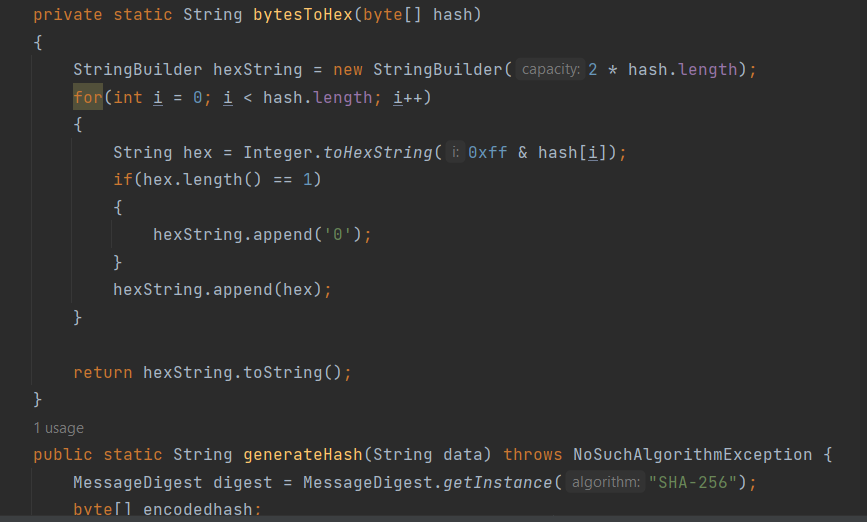 private static String bytesToHex(byte[] hash)
{
StringBuilder hexString = new StringBuilder( capacity: 2 * hash.length);
for(int i = 0; i < hash.length; i++)
{
String hex = Integer.toHexString( i: 0xff & hash[i]);
if(hex.length() == 1)
{
hexString.append('0');
}
hexString.append(hex);
}
return hexString.toString();
}
1 usage
public static String generateHash(String data) throws NoSuchAlgorithmException {
MessageDigest digest = MessageDigest.getInstance( algorithm: "SHA-256");
byte[] encodedhash;